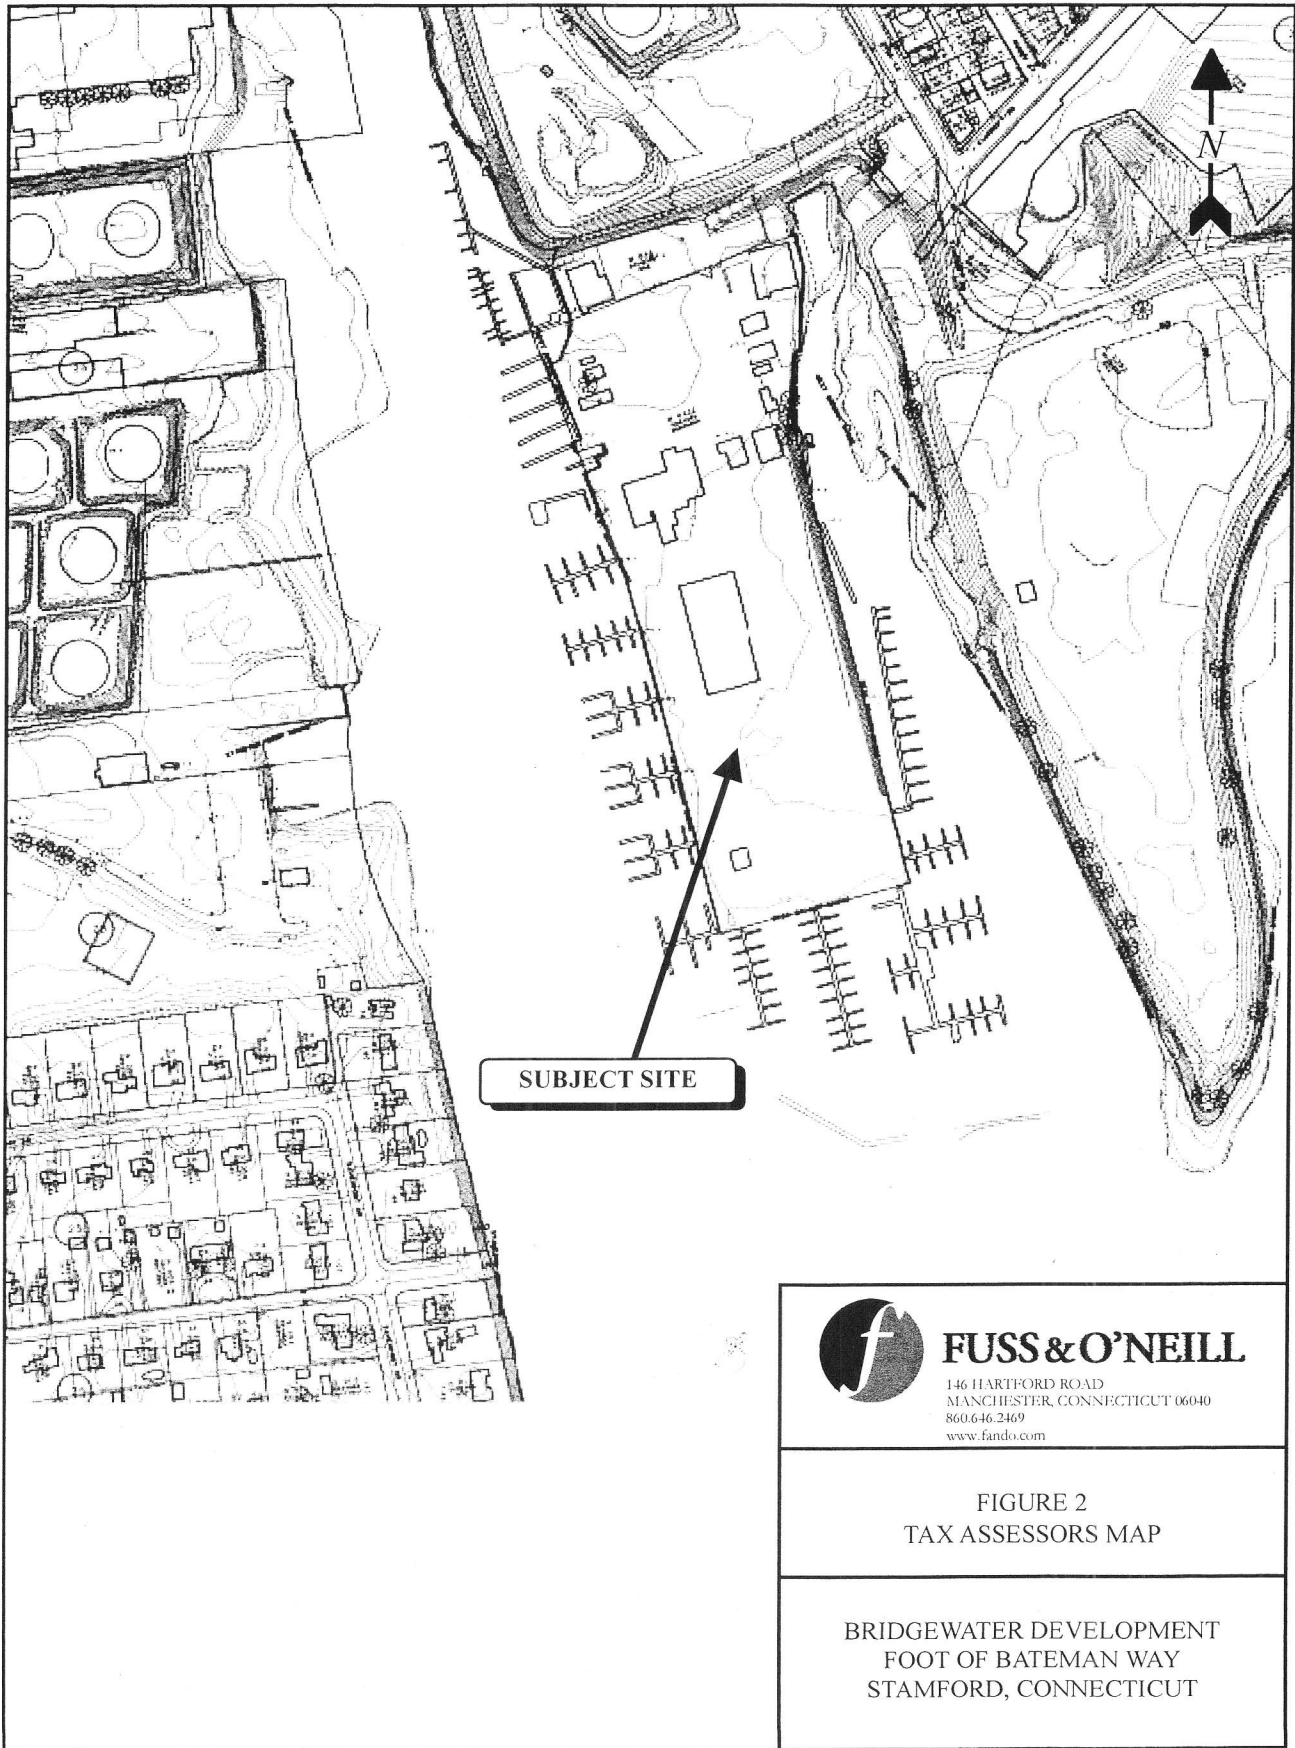 N
SUBJECT SITE
f
FUSS & O'NEILL
146 HARTFORD ROAD
MANCHESTER, CONNECTICUT 06040
860.646.2469
www.fando.com
FIGURE 2
TAX ASSESSORS MAP
BRIDGEWATER DEVELOPMENT
FOOT OF BATEMAN WAY
STAMFORD, CONNECTICUT